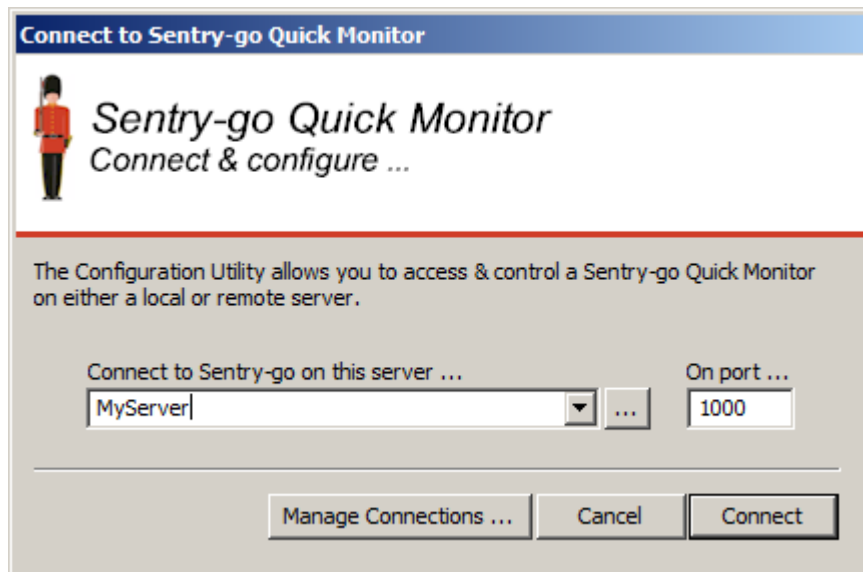 Connect to Sentry-go Quick Monitor
Sentry-go Quick Monitor
Connect & configure ...
The Configuration Utility allows you to access & control a Sentry-go Quick Monitor
on either a local or remote server.
Connect to Sentry-go on this server ... On port ...
MyServer ... 1000
Manage Connections ... Cancel Connect